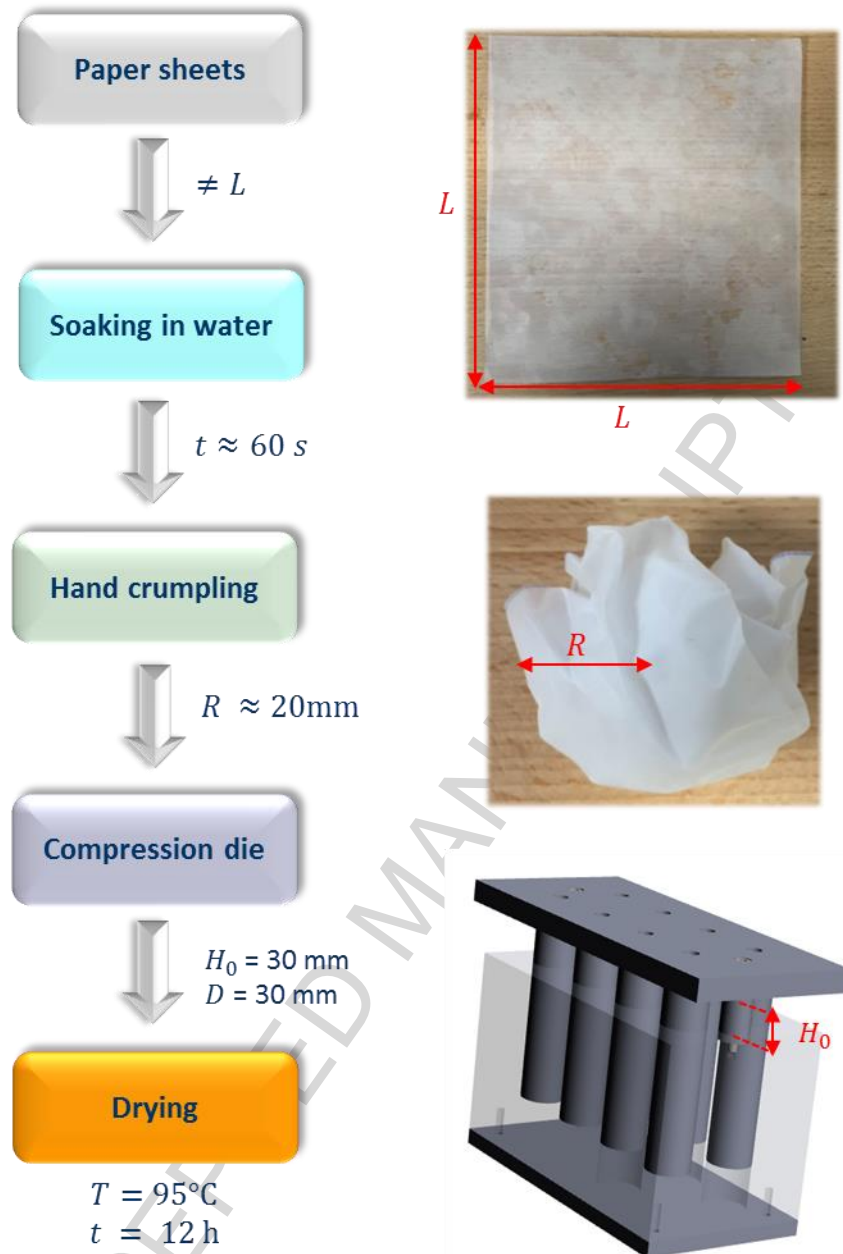 Paper sheets
≠ L
Soaking in water
t ≈ 60 s
Hand crumpling
R ≈ 20mm
Compression die
H₀ = 30 mm
D = 30 mm
Drying
T = 95°C
t = 12 h
L
L
R
H₀